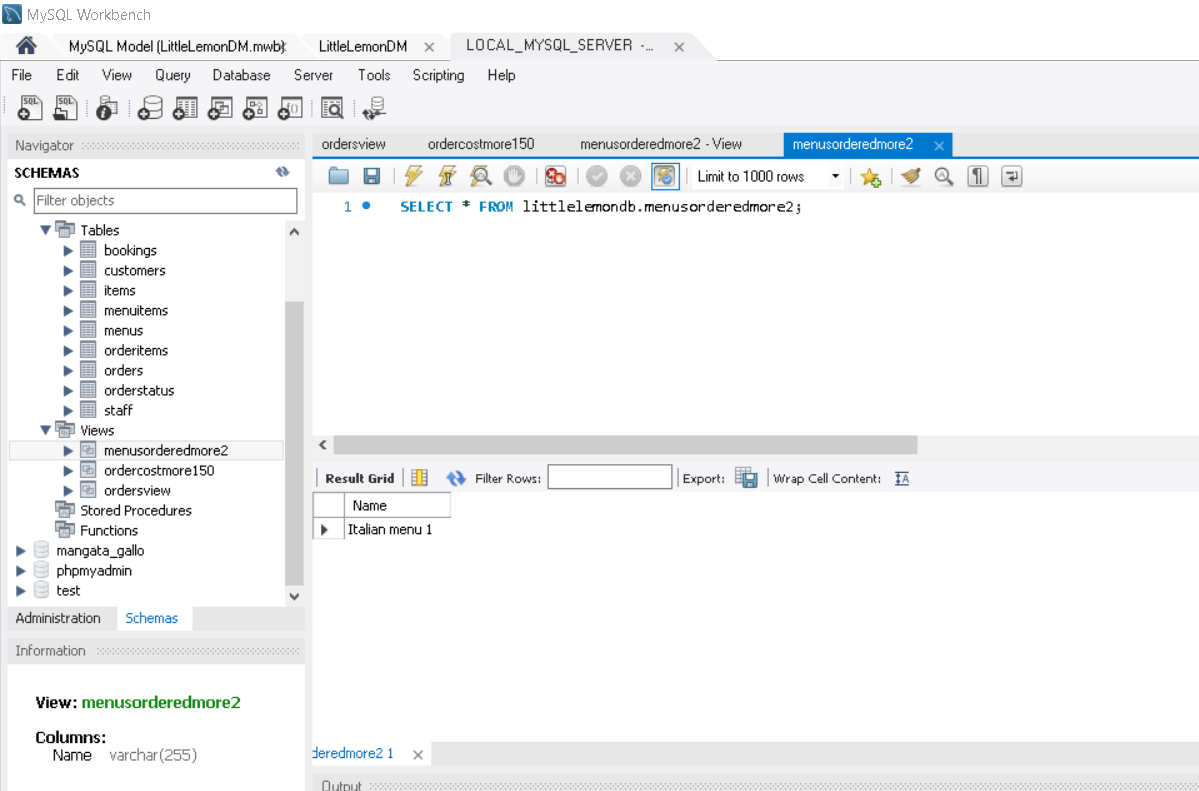 MySQL Workbench
MySQL Model (LittleLemonDM.mwb) LittleLemonDM LOCAL_MYSQL_SERVER -...
File Edit View Query Database Server Tools Scripting Help
SQL SQL
Navigator
SCHEMAS
Filter objects
Tables
bookings
customers
items
menuitems
menus
orderitems
orders
orderstatus
staff
Views
menusorderedmore2
ordercostmore150
ordersview
Stored Procedures
Functions
mangata_gallo
phpmyadmin
test
Administration Schemas
Information
View: menusorderedmore2
Columns:
Name varchar(255)
ordersview ordercostmore150 menusorderedmore2 - View menusorderedmore2
Limit to 1000 rows
1 SELECT * FROM littlelemondb.menusorderedmore2;
Result Grid Filter Rows: Export: Wrap Cell Content:
Name
Italian menu 1
deredmore2 1
Output